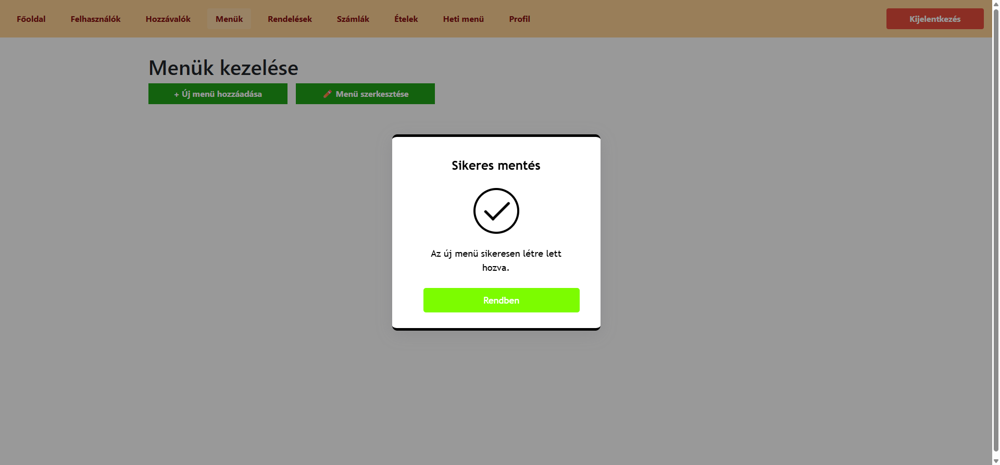 Főoldal Felhasználók Hozzávalók Menük Rendelések Számlák Ételek Heti menü Profil Kijelentkezés
Menük kezelése
+ Új menü hozzáadása Menü szerkesztése
Sikeres mentés
Az új menü sikeresen létre lett
hozva.
Rendben